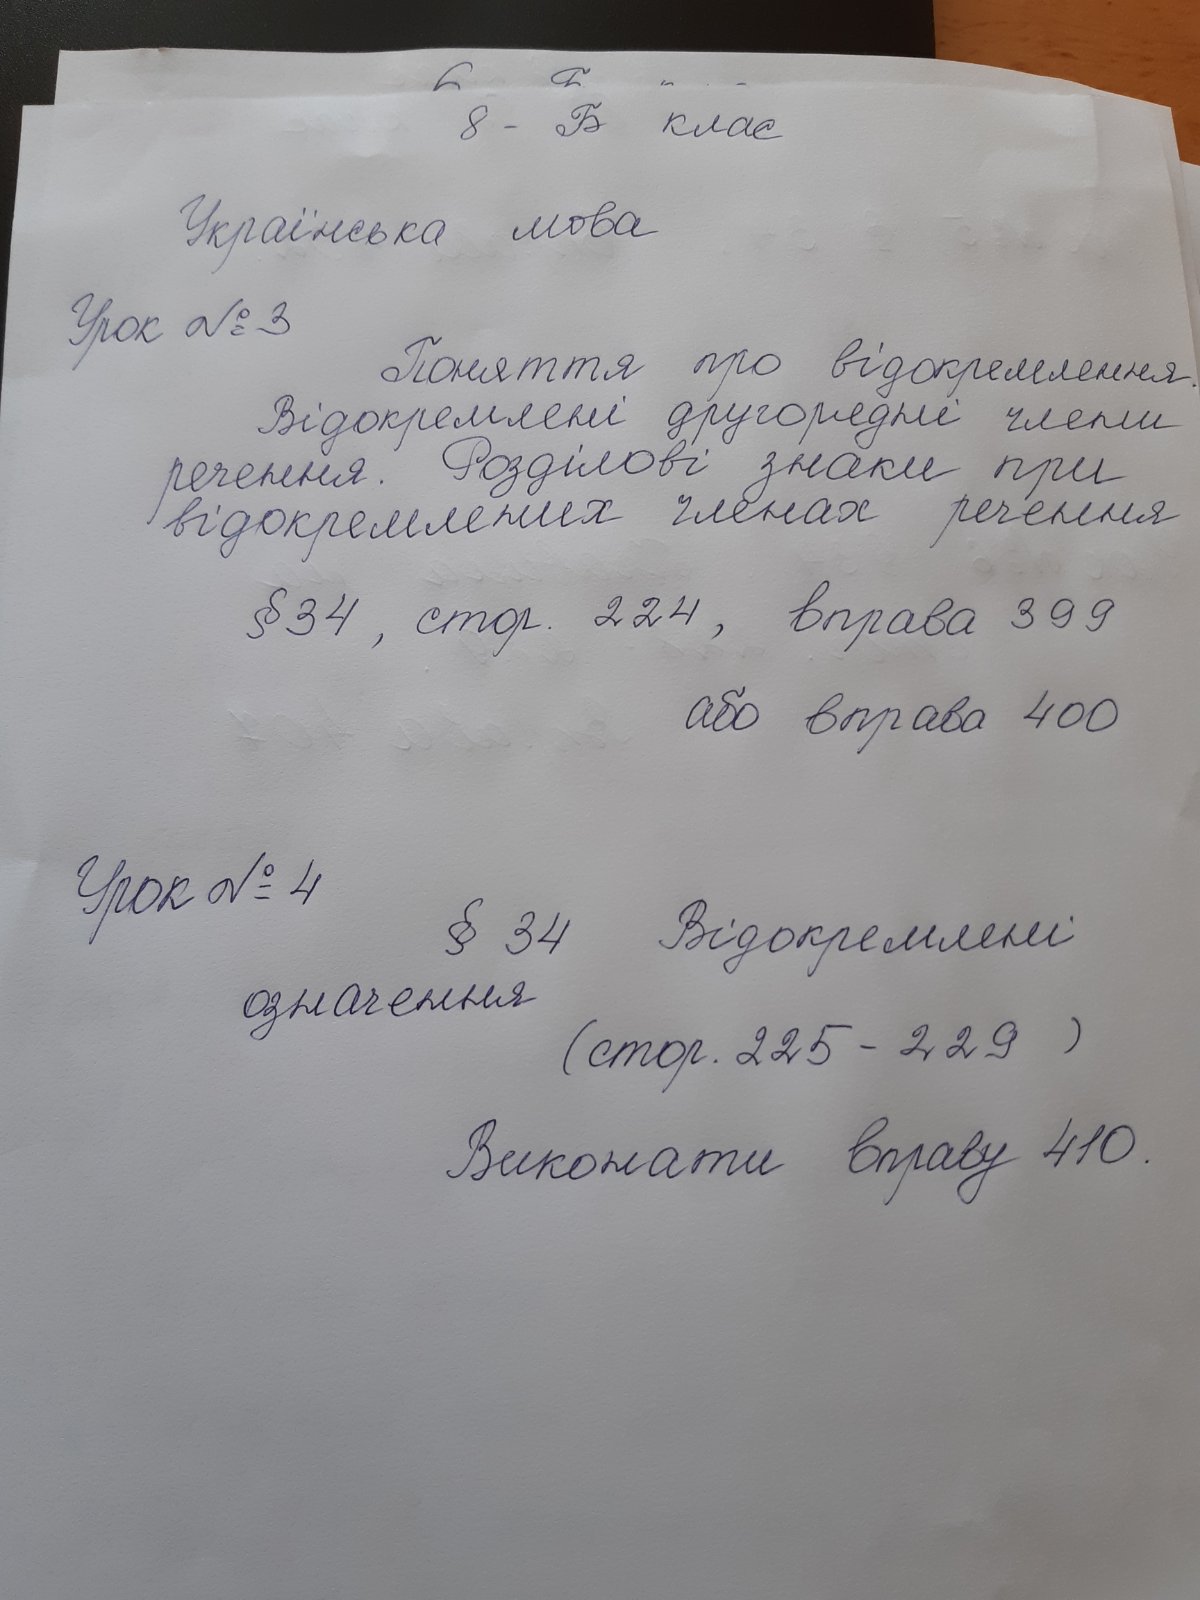 8 - Б клас
Українська мова
Урок № 3
Поняття про відокремлення.
Відокремлені другорядні члени
речення. Розділові знаки при
відокремлених членах речення
§ 34, стор. 224, вправа 399
або вправа 400
Урок № 4
§ 34 Відокремлені
означення
(стор. 225 - 229 )
Виконати вправу 410.